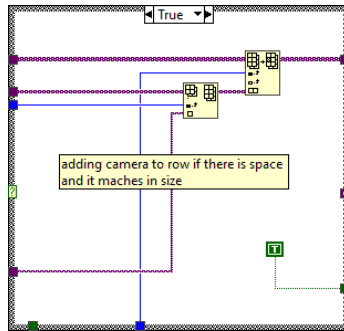 True
adding camera to row if there is space
and it maches in size
?
T